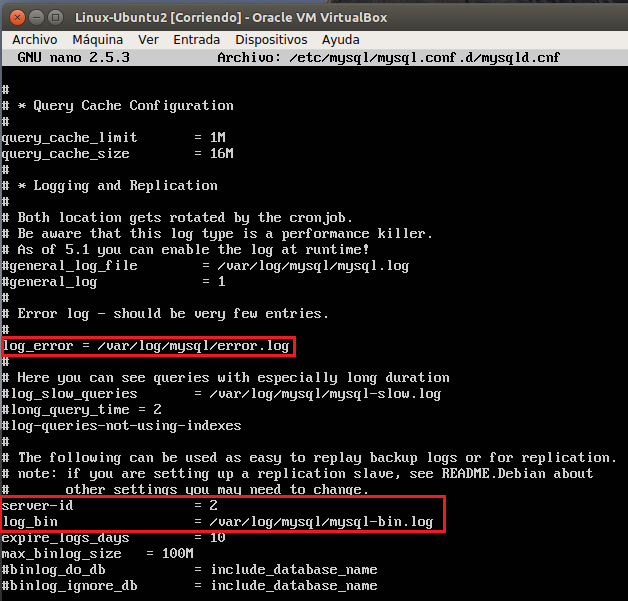 Linux-Ubuntu2 [Corriendo] - Oracle VM VirtualBox
Archivo Máquina Ver Entrada Dispositivos Ayuda
GNU nano 2.5.3 Archivo: /etc/mysql/mysql.conf.d/mysqld.cnf
#
# * Query Cache Configuration
#
query_cache_limit = 1M
query_cache_size = 16M
#
# * Logging and Replication
#
# Both location gets rotated by the cronjob.
# Be aware that this log type is a performance killer.
# As of 5.1 you can enable the log at runtime!
#general_log_file = /var/log/mysql/mysql.log
#general_log = 1
#
# Error log - should be very few entries.
#
log_error = /var/log/mysql/error.log
#
# Here you can see queries with especially long duration
#log_slow_queries = /var/log/mysql/mysql-slow.log
#long_query_time = 2
#log-queries-not-using-indexes
#
# The following can be used as easy to replay backup logs or for replication.
# note: if you are setting up a replication slave, see README.Debian about
# other settings you may need to change.
server-id = 2
log_bin = /var/log/mysql/mysql-bin.log
expire_logs_days = 10
max_binlog_size = 100M
#binlog_do_db = include_database_name
#binlog_ignore_db = include_database_name